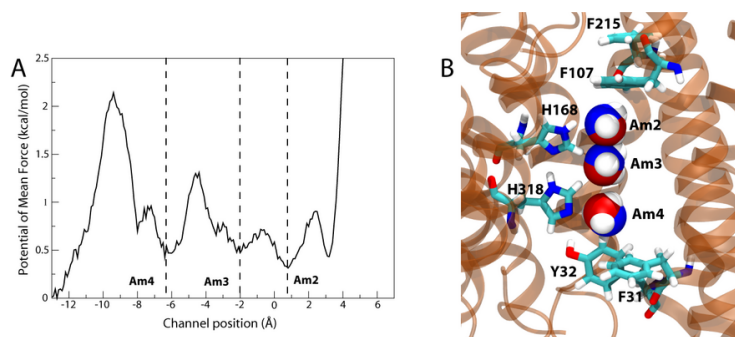 A
Potential of Mean Force (kcal/mol)
2.5
2
1.5
1
0.5
0
Am4
Am3
Am2
-12
-10
-8
-6
-4
-2
0
2
4
6
Channel position (Å)
B
F215
F107
H168
Am2
Am3
H318
Am4
Y32
F31